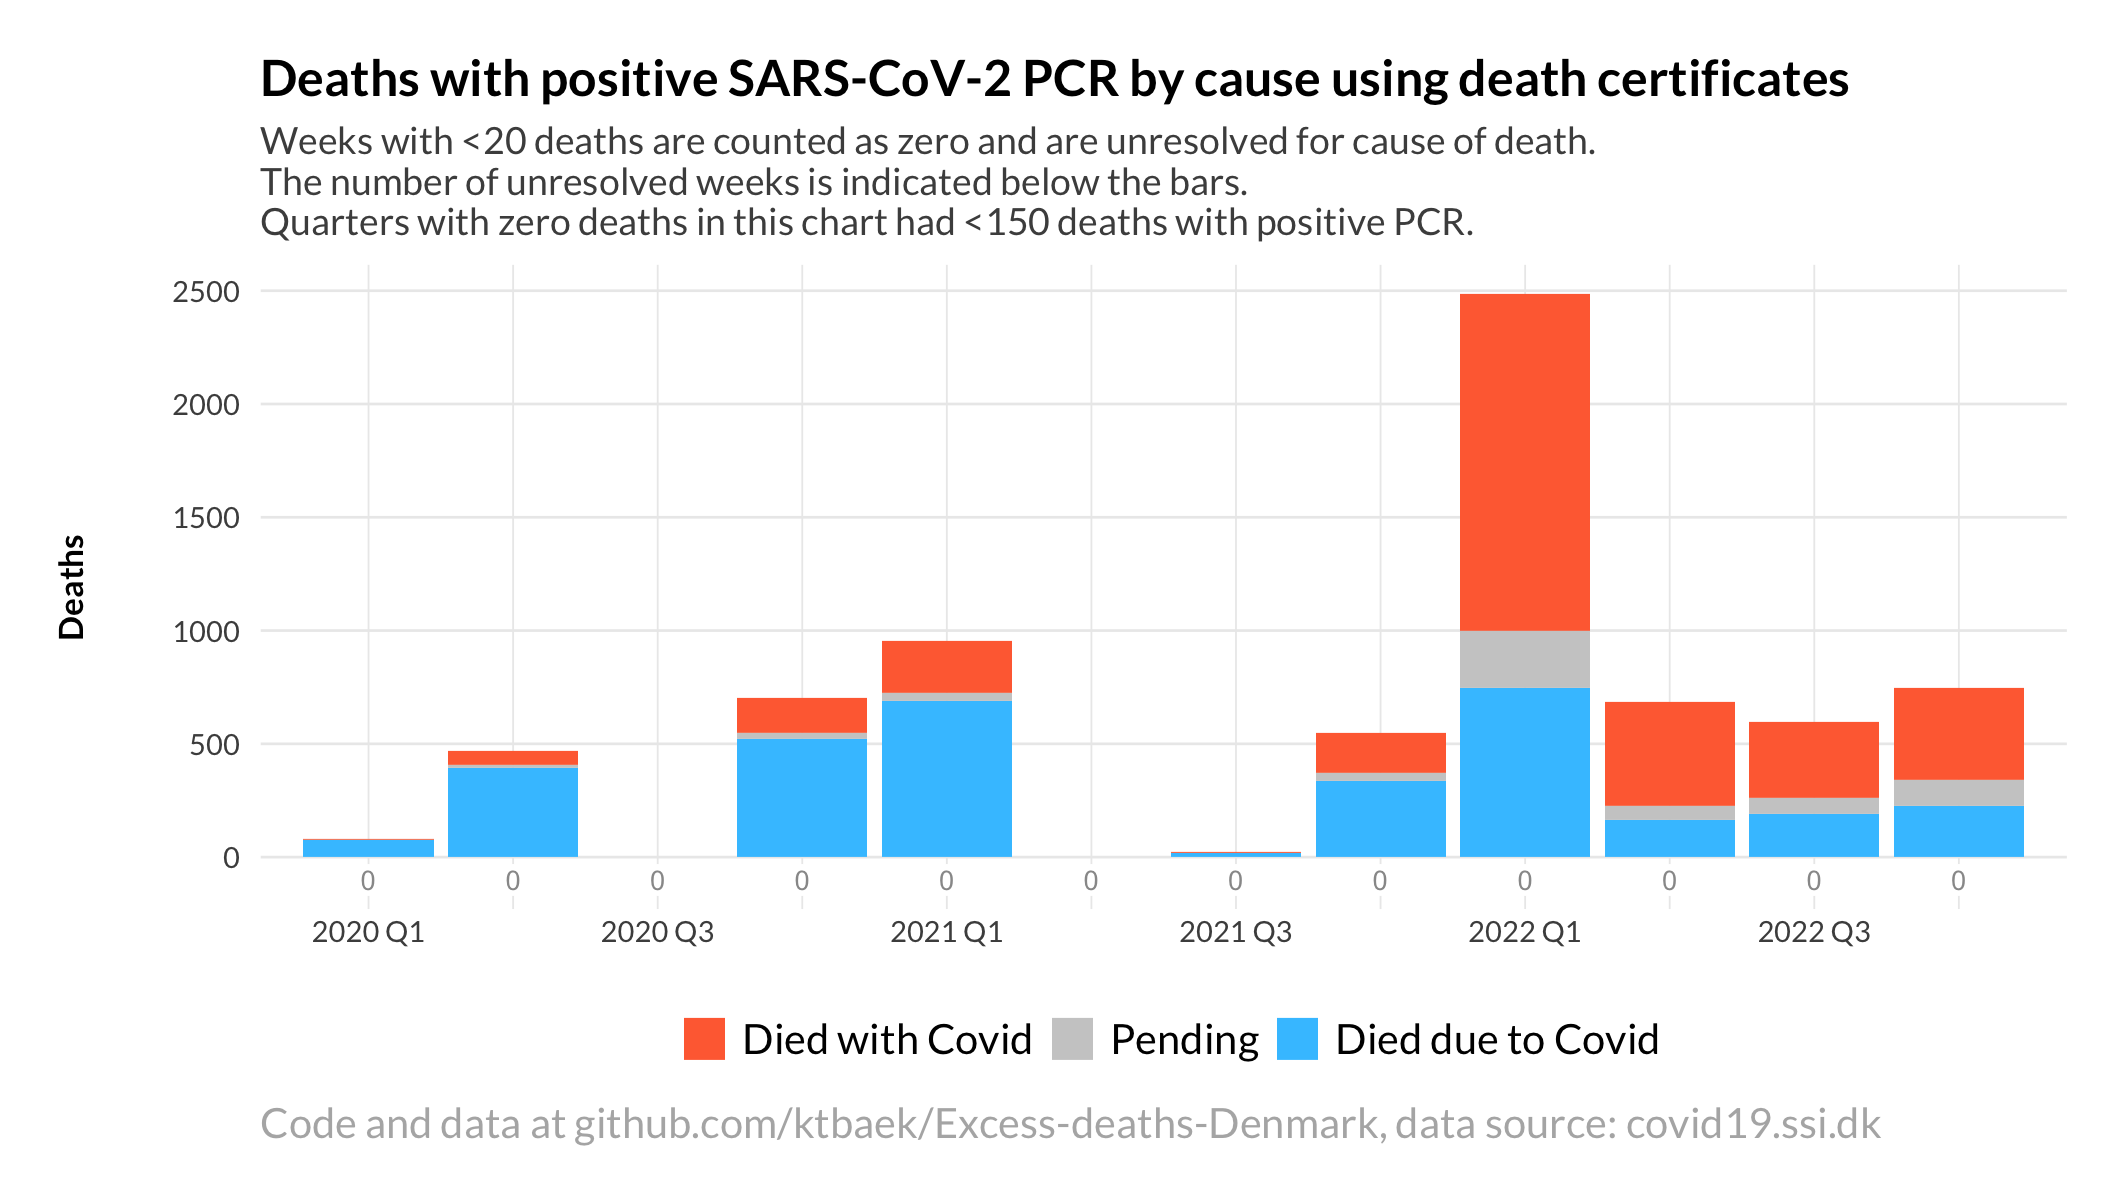 Deaths with positive SARS-CoV-2 PCR by cause using death certificates
Weeks with <20 deaths are counted as zero and are unresolved for cause of death.
The number of unresolved weeks is indicated below the bars.
Quarters with zero deaths in this chart had <150 deaths with positive PCR.
Deaths
2500
2000
1500
1000
500
0
0 0 0 0 0 0 0 0 0 0 0 0
2020 Q1 2020 Q3 2021 Q1 2021 Q3 2022 Q1 2022 Q3
Died with Covid Pending Died due to Covid
Code and data at github.com/ktbaek/Excess-deaths-Denmark, data source: covid19.ssi.dk